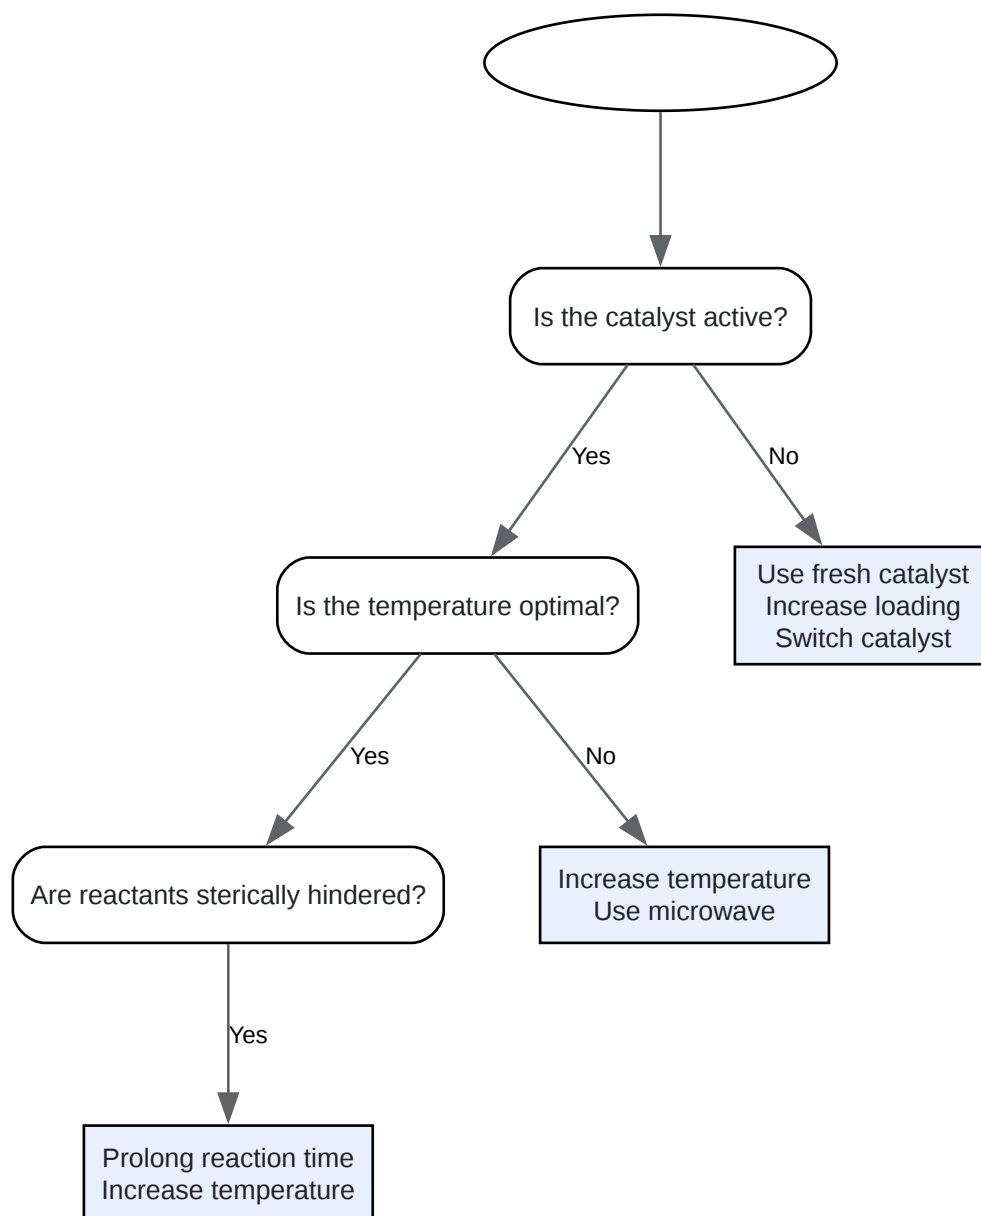 Is the catalyst active?
Yes
No
Use fresh catalyst
Increase loading
Switch catalyst
Is the temperature optimal?
Yes
No
Are reactants sterically hindered?
Increase temperature
Use microwave
Yes
Prolong reaction time
Increase temperature